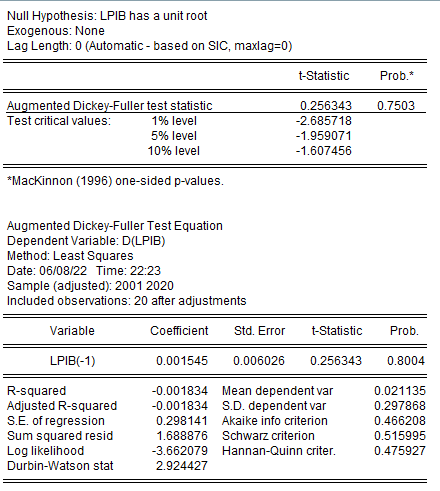 Null Hypothesis: LPIB has a unit root
Exogenous: None
Lag Length: 0 (Automatic - based on SIC, maxlag=0)
t-Statistic Prob.*
Augmented Dickey-Fuller test statistic 0.256343 0.7503
Test critical values: 1% level -2.685718
5% level -1.959071
10% level -1.607456
*MacKinnon (1996) one-sided p-values.
Augmented Dickey-Fuller Test Equation
Dependent Variable: D(LPIB)
Method: Least Squares
Date: 06/08/22 Time: 22:23
Sample (adjusted): 2001 2020
Included observations: 20 after adjustments
Variable Coefficient Std. Error t-Statistic Prob.
LPIB(-1) 0.001545 0.006026 0.256343 0.8004
R-squared -0.001834 Mean dependent var 0.021135
Adjusted R-squared -0.001834 S.D. dependent var 0.297868
S.E. of regression 0.298141 Akaike info criterion 0.466208
Sum squared resid 1.688876 Schwarz criterion 0.515995
Log likelihood -3.662079 Hannan-Quinn criter. 0.475927
Durbin-Watson stat 2.924427